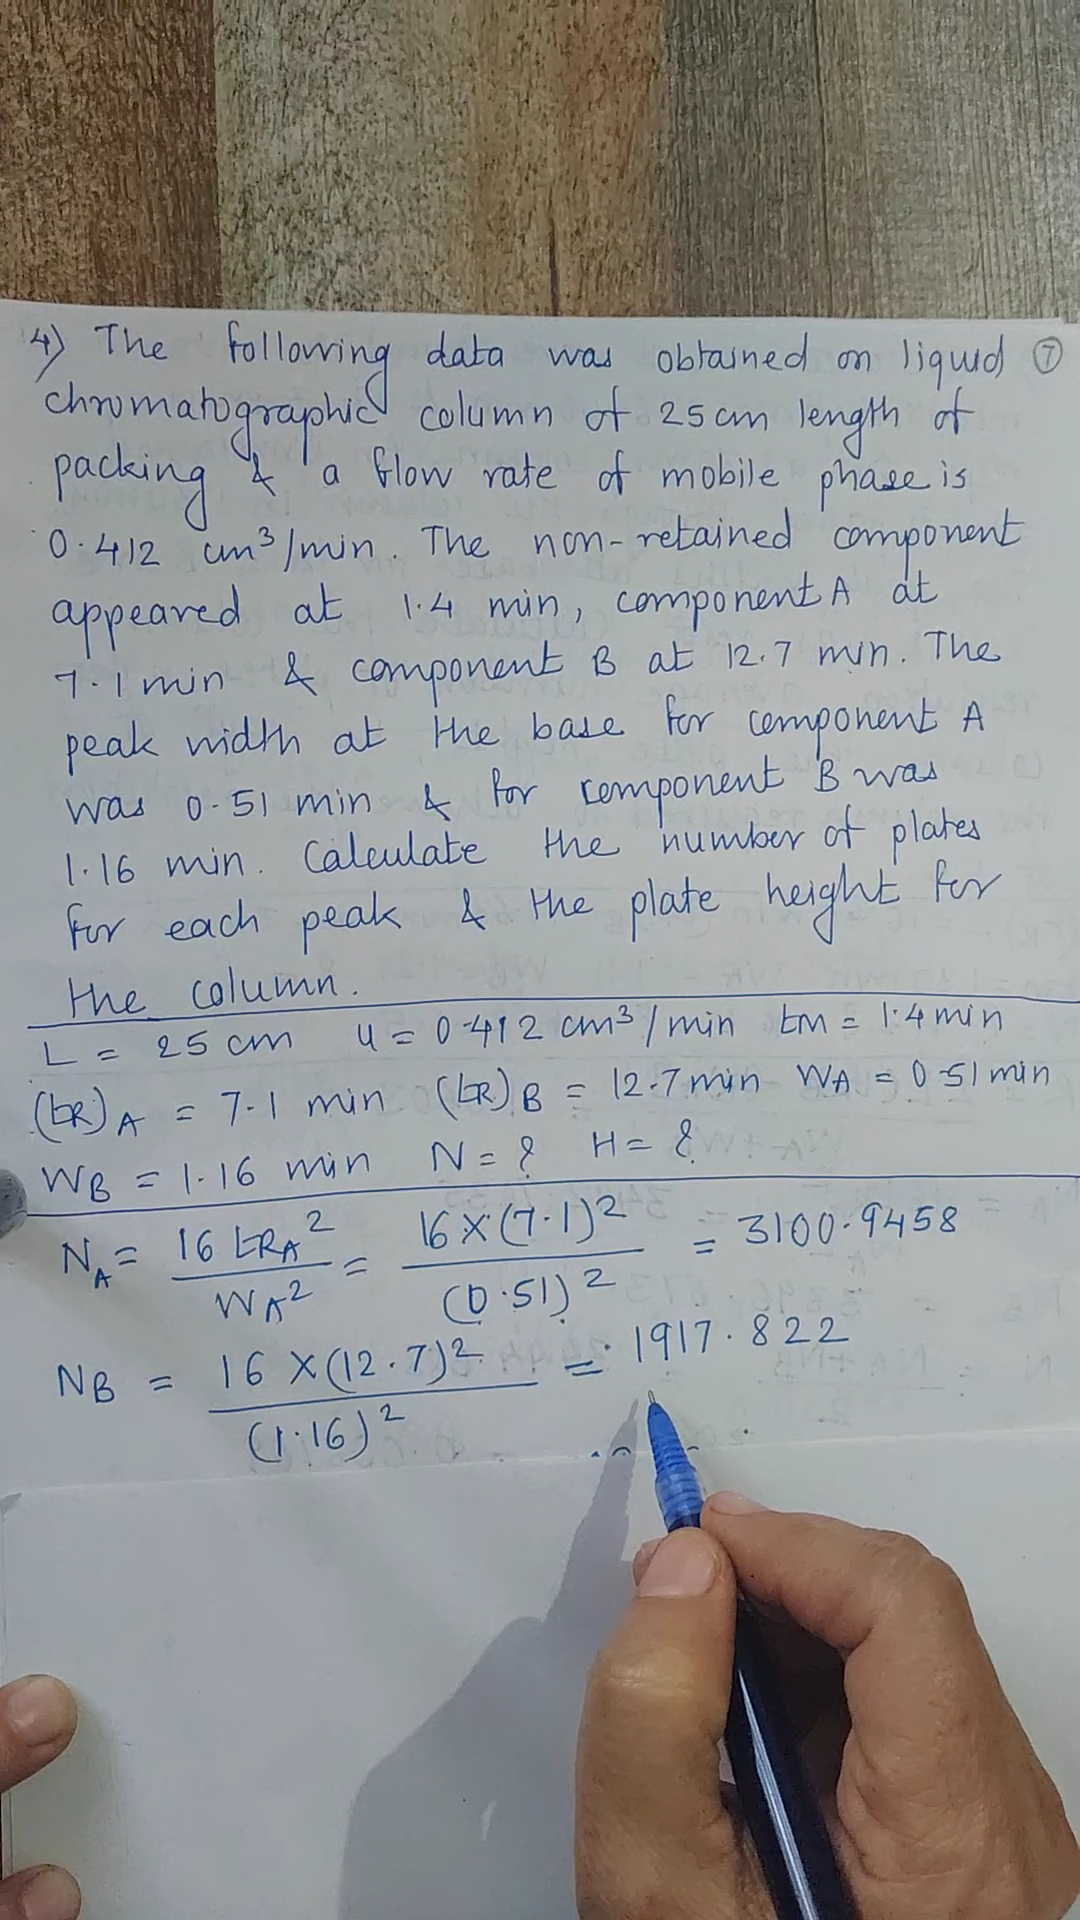 4) The following data was obtained on liquid ⑦
chromatographic column of 25cm length of
packing & a flow rate of mobile phase is
0.412 cm³/min. The non-retained component
appeared at 1.4 min, component A at
7.1 min & component B at 12.7 min. The
peak width at the base for component A
was 0.51 min & for component B was
1.16 min. Calculate the number of plates
for each peak & the plate height for
the column.
L = 25 cm u = 0.412 cm³/min tm = 1.4 min
(tR)A = 7.1 min (tR)B = 12.7 min WA = 0.51 min
WB = 1.16 min N = ? H = ?
NA = 16 tRA² / WA² = 16 × (7.1)² / (0.51)² = 3100.9458
NB = 16 × (12.7)² / (1.16)² = 1917.822